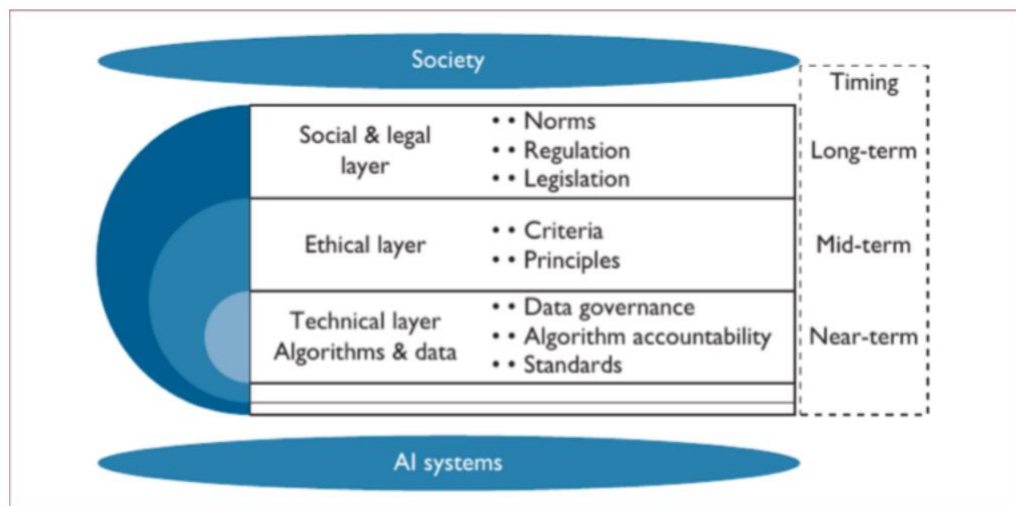 Society
Timing
Social & legal
layer
• • Norms
• • Regulation
• • Legislation
Long-term
Ethical layer
• • Criteria
• • Principles
Mid-term
Technical layer
Algorithms & data
• • Data governance
• • Algorithm accountability
• • Standards
Near-term
AI systems